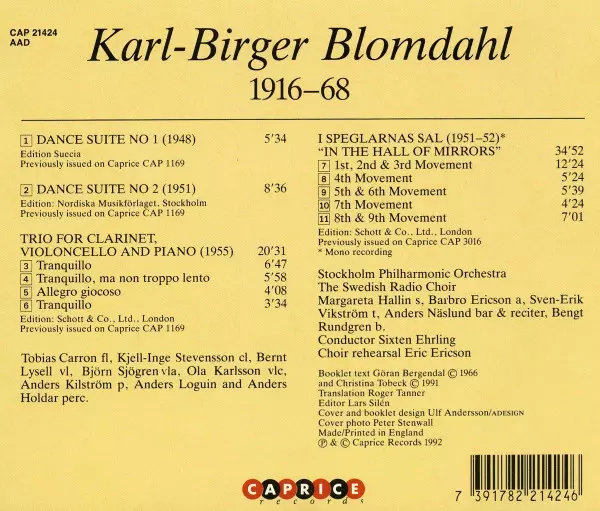 CAP 21424
AAD
Karl-Birger Blomdahl
1916–68
1 DANCE SUITE NO 1 (1948) 5’34
Edition Suecia
Previously issued on Caprice CAP 1169
2 DANCE SUITE NO 2 (1951) 8’36
Edition: Nordiska Musikförlaget, Stockholm
Previously issued on Caprice CAP 1169
TRIO FOR CLARINET,
VIOLONCELLO AND PIANO (1955) 20’31
3 Tranquillo 6’47
4 Tranquillo, ma non troppo lento 5’58
5 Allegro giocoso 4’08
6 Tranquillo 3’34
Edition: Schott & Co., Ltd., London
Previously issued on Caprice CAP 1169
Tobias Carron fl, Kjell-Inge Stevensson cl, Bernt
Lysell vl, Björn Sjögren vla, Ola Karlsson vlc,
Anders Kilström p, Anders Loguin and Anders
Holdar perc.
I SPEGLARNAS SAL (1951–52)*
“IN THE HALL OF MIRRORS” 34’52
7 1st, 2nd & 3rd Movement 12’24
8 4th Movement 5’24
9 5th & 6th Movement 5’39
10 7th Movement 4’24
11 8th & 9th Movement 7’01
Edition: Schott & Co., Ltd., London
Previously issued on Caprice CAP 3016
* Mono recording
Stockholm Philharmonic Orchestra
The Swedish Radio Choir
Margareta Hallin s, Barbro Ericson a, Sven-Erik
Vikström t, Anders Näslund bar & reciter, Bengt
Rundgren b.
Conductor Sixten Ehrling
Choir rehearsal Eric Ericson
Booklet text Göran Bergendal © 1966
and Christina Tobeck © 1991
Translation Roger Tanner
Editor Lars Silén
Cover and booklet design Ulf Andersson/ADESIGN
Cover photo Peter Stenwall
Made/Printed in England
℗ & © Caprice Records 1992
CAPRICE
records
7 391782 214246